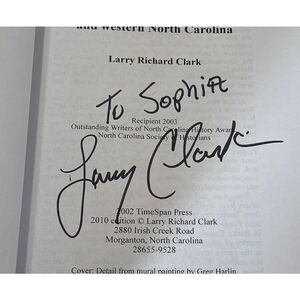 and western North Carolina
Larry Richard Clark
To Sophie
Recipient 2003
Outstanding Writers of North Carolina History Award
North Carolina Society of Historians
Larry Clark
2002 TimeSpan Press
2010 edition © Larry Richard Clark
2880 Irish Creek Road
Morganton, North Carolina
28655-9528
Cover: Detail from mural painting by Greg Harlin